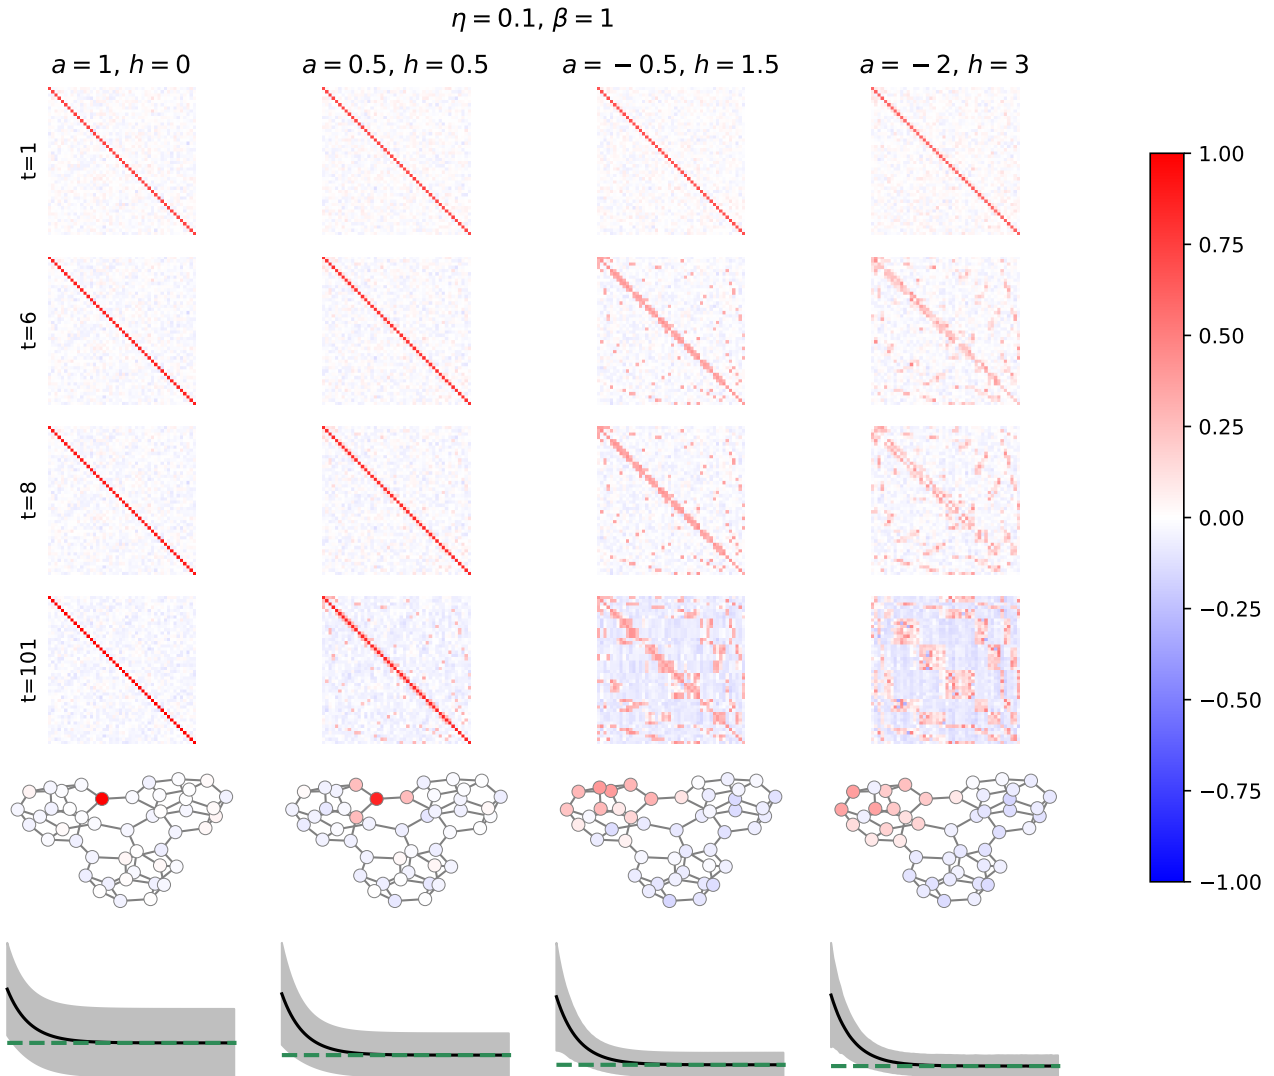 η = 0.1, β = 1
a = 1, h = 0
a = 0.5, h = 0.5
a = −0.5, h = 1.5
a = −2, h = 3
t=1
t=6
t=8
t=101
1.00
0.75
0.50
0.25
0.00
−0.25
−0.50
−0.75
−1.00